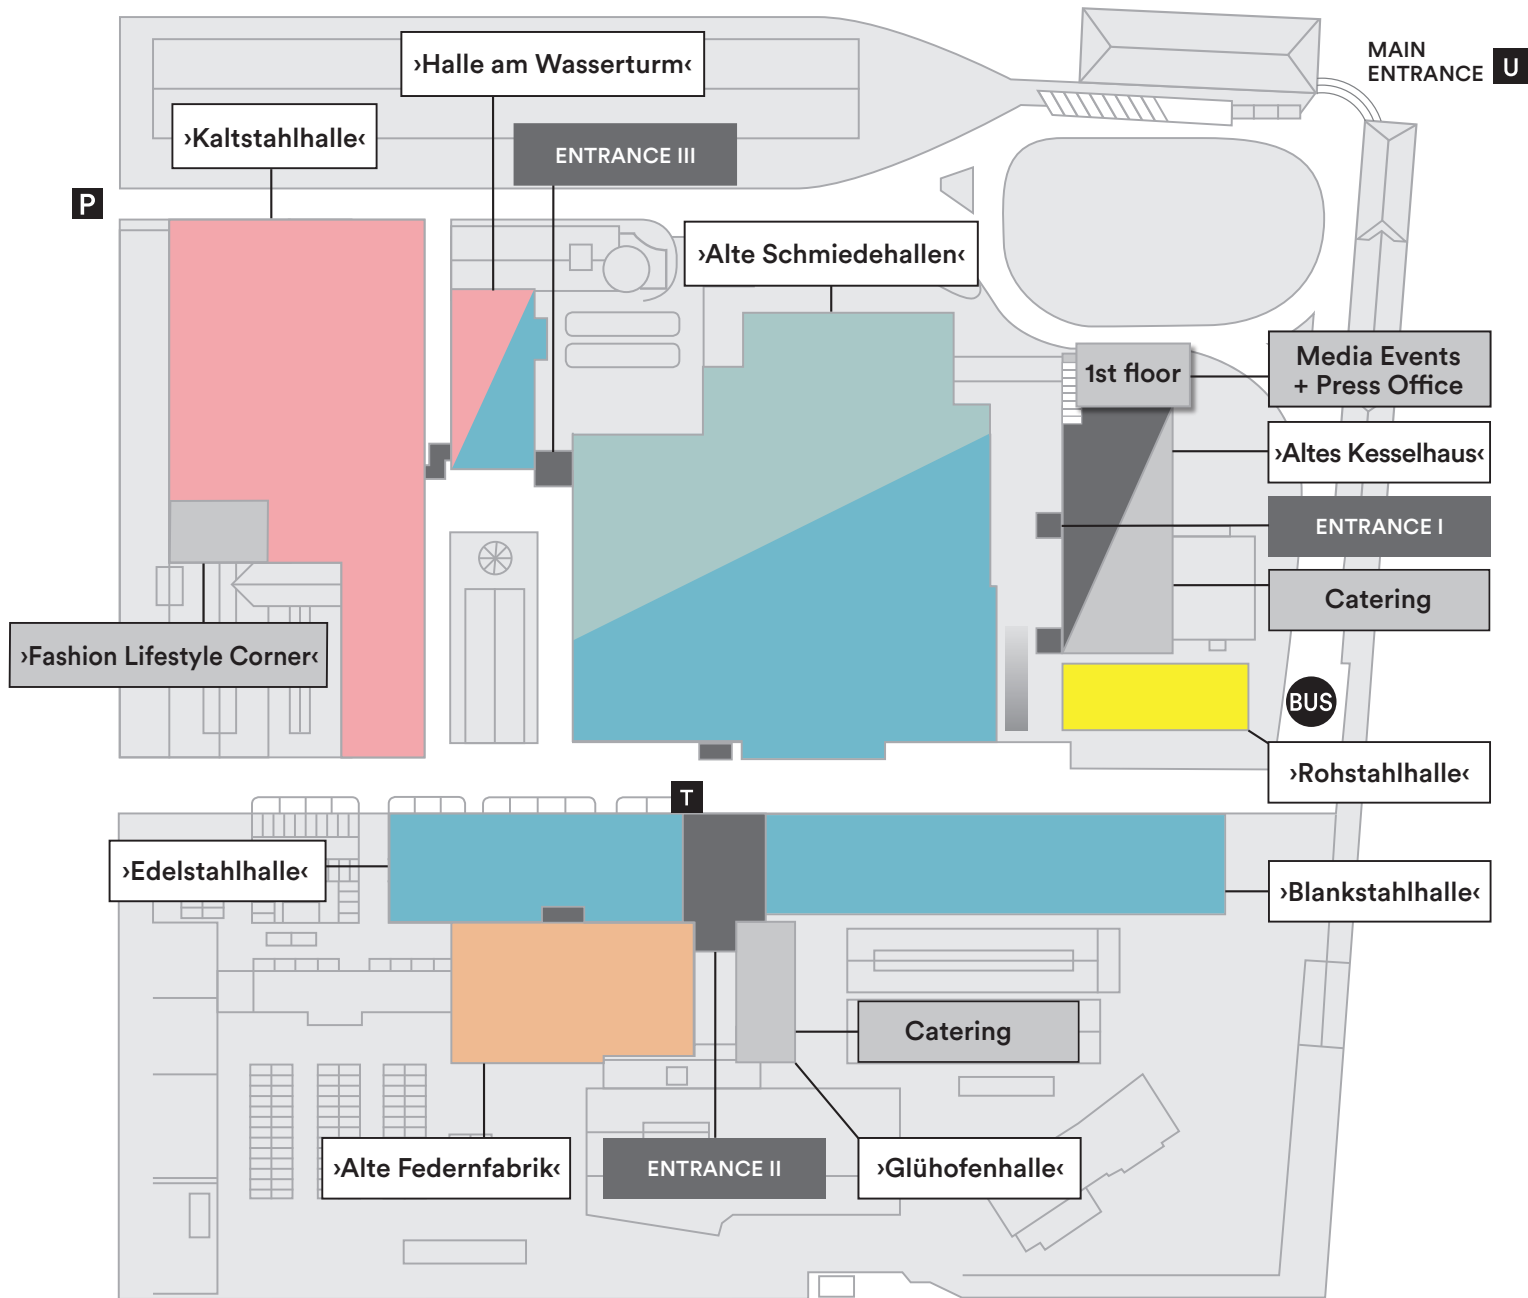 MAIN
ENTRANCE U
›Halle am Wasserturm‹
›Kaltstahlhalle‹
ENTRANCE III
P
›Alte Schmiedehallen‹
1st floor
Media Events
+ Press Office
›Altes Kesselhaus‹
ENTRANCE I
Catering
›Fashion Lifestyle Corner‹
BUS
›Rohstahlhalle‹
T
›Edelstahlhalle‹
›Blankstahlhalle‹
Catering
›Alte Federnfabrik‹
ENTRANCE II
›Glühofenhalle‹